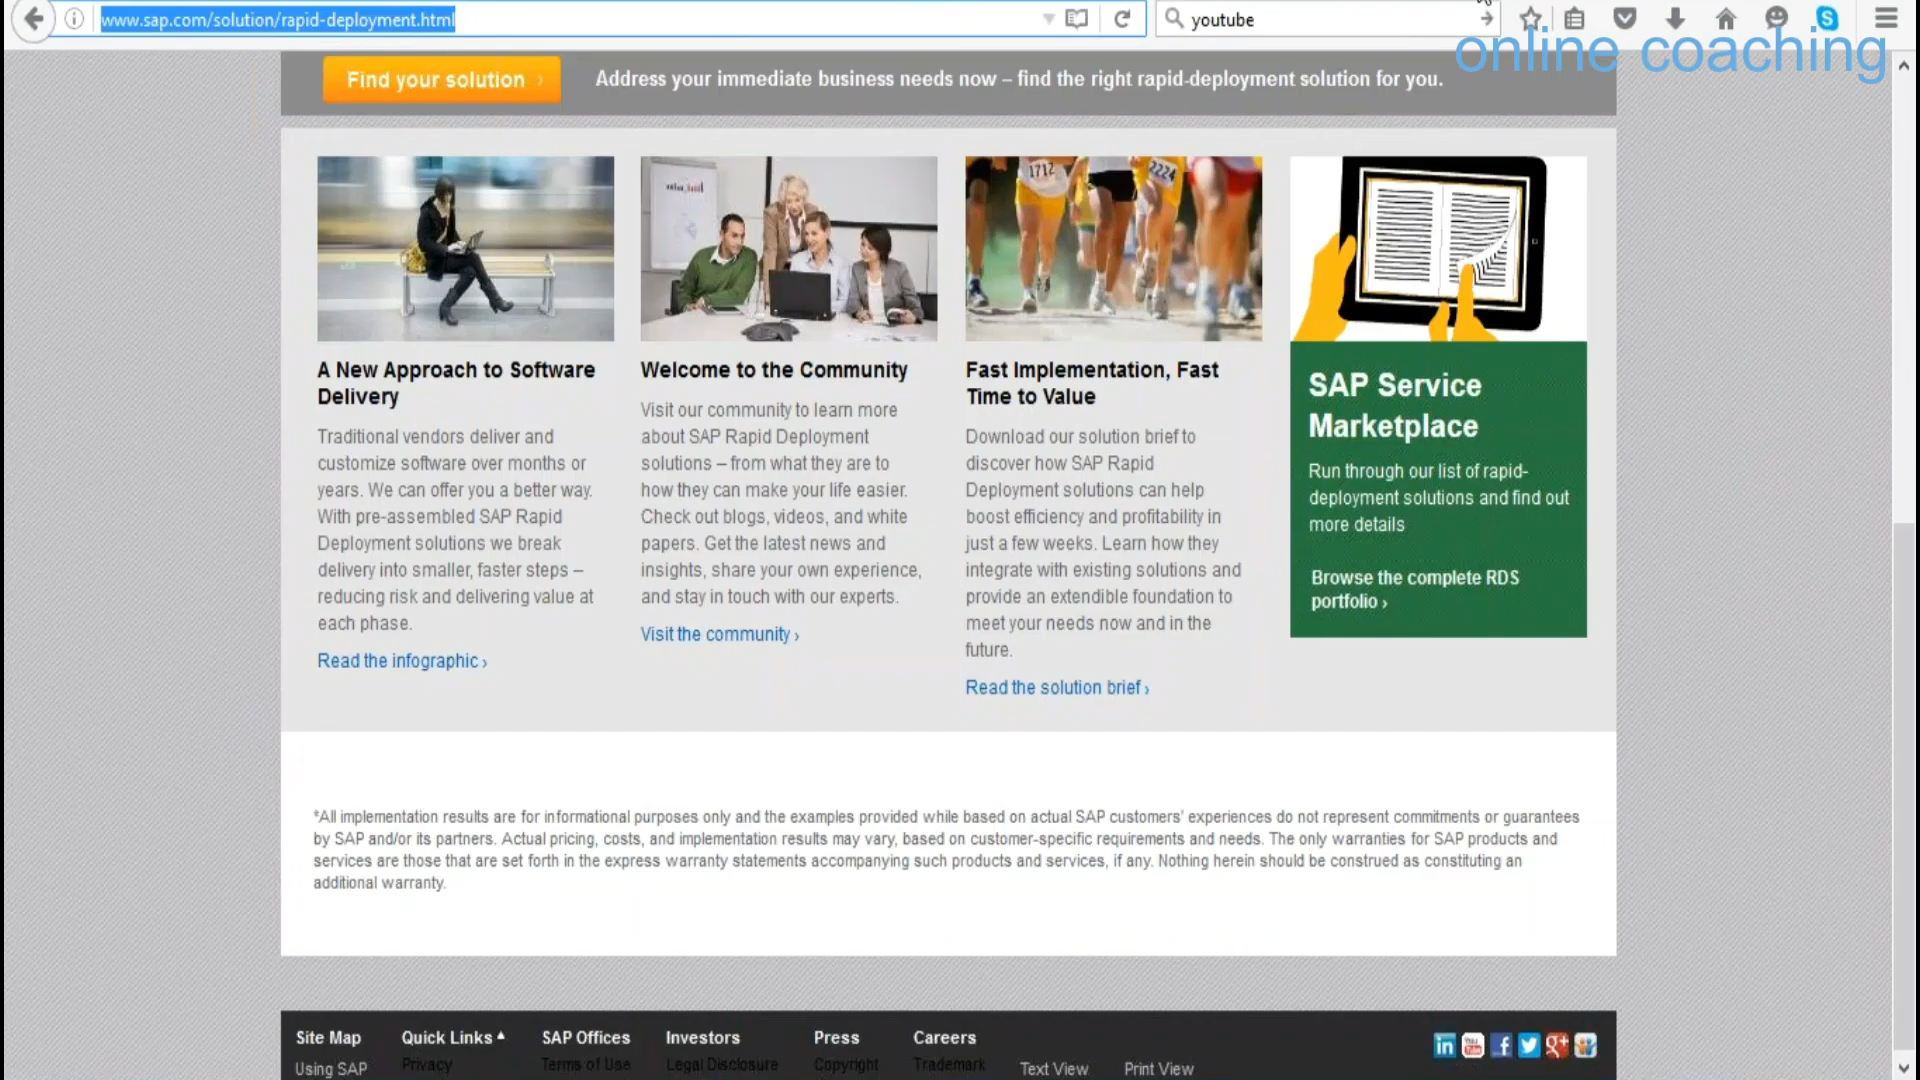 www.sap.com/solution/rapid-deployment.html
youtube
online coaching
Find your solution ›
Address your immediate business needs now – find the right rapid-deployment solution for you.
1712
2224
A New Approach to Software
Delivery
Traditional vendors deliver and
customize software over months or
years. We can offer you a better way.
With pre-assembled SAP Rapid
Deployment solutions we break
delivery into smaller, faster steps –
reducing risk and delivering value at
each phase.
Read the infographic ›
Welcome to the Community
Visit our community to learn more
about SAP Rapid Deployment
solutions – from what they are to
how they can make your life easier.
Check out blogs, videos, and white
papers. Get the latest news and
insights, share your own experience,
and stay in touch with our experts.
Visit the community ›
Fast Implementation, Fast
Time to Value
Download our solution brief to
discover how SAP Rapid
Deployment solutions can help
boost efficiency and profitability in
just a few weeks. Learn how they
integrate with existing solutions and
provide an extendible foundation to
meet your needs now and in the
future.
Read the solution brief ›
SAP Service
Marketplace
Run through our list of rapid-
deployment solutions and find out
more details
Browse the complete RDS
portfolio ›
*All implementation results are for informational purposes only and the examples provided while based on actual SAP customers' experiences do not represent commitments or guarantees
by SAP and/or its partners. Actual pricing, costs, and implementation results may vary, based on customer-specific requirements and needs. The only warranties for SAP products and
services are those that are set forth in the express warranty statements accompanying such products and services, if any. Nothing herein should be construed as constituting an
additional warranty.
Site Map Quick Links SAP Offices Investors Press Careers
Using SAP Privacy Terms of Use Legal Disclosure Copyright Trademark Text View Print View